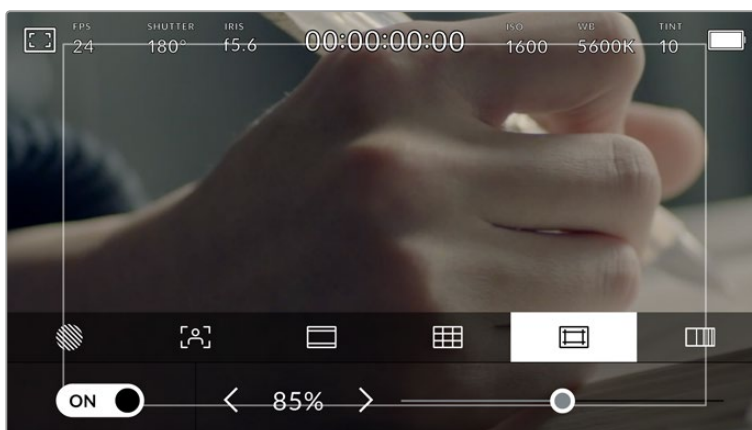 FPS SHUTTER IRIS ISO WB TINT
24 180° f5.6 00:00:00:00 1600 5600K 10
ON 85%